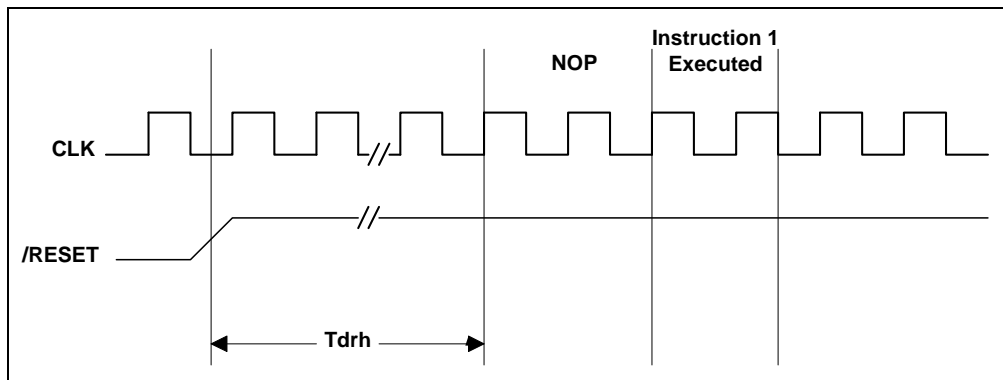 Instruction 1
NOP
Executed
CLK
/RESET
Tdrh